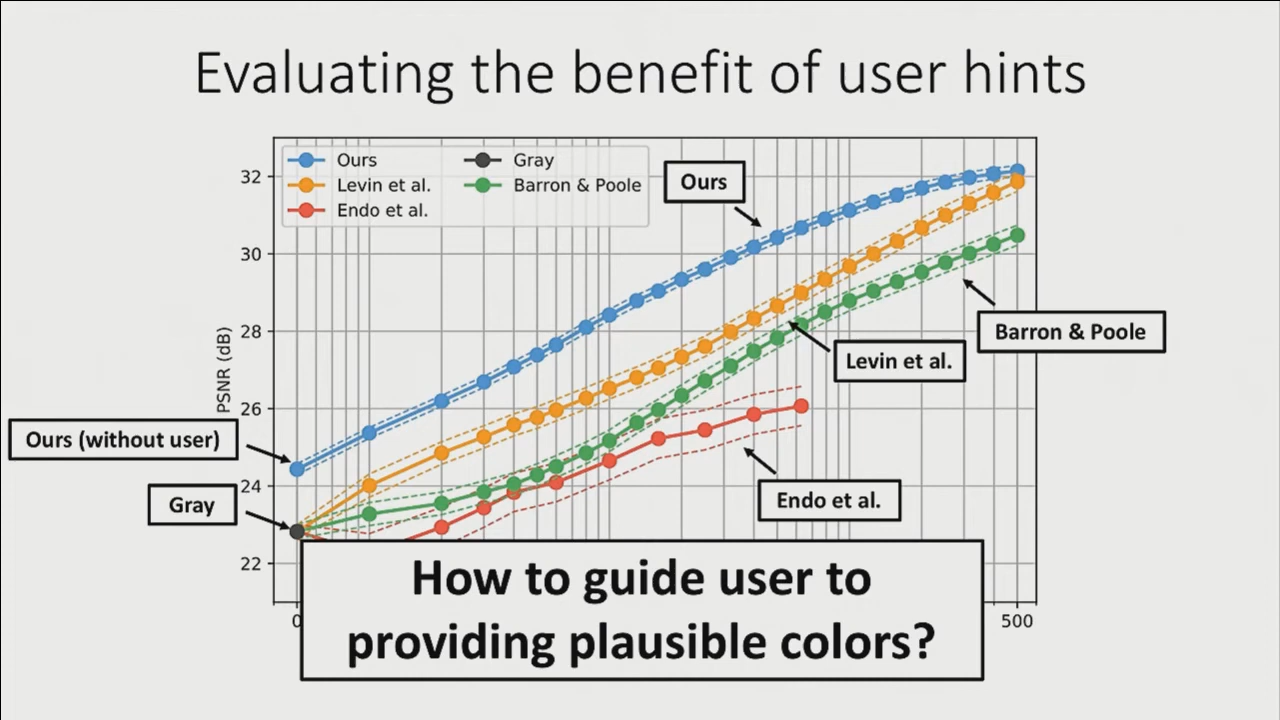 Evaluating the benefit of user hints
Ours
Levin et al.
Endo et al.
Gray
Barron & Poole
Ours
32
30
28
26
24
22
PSNR (dB)
Barron & Poole
Levin et al.
Ours (without user)
Gray
Endo et al.
0
500
How to guide user to
providing plausible colors?